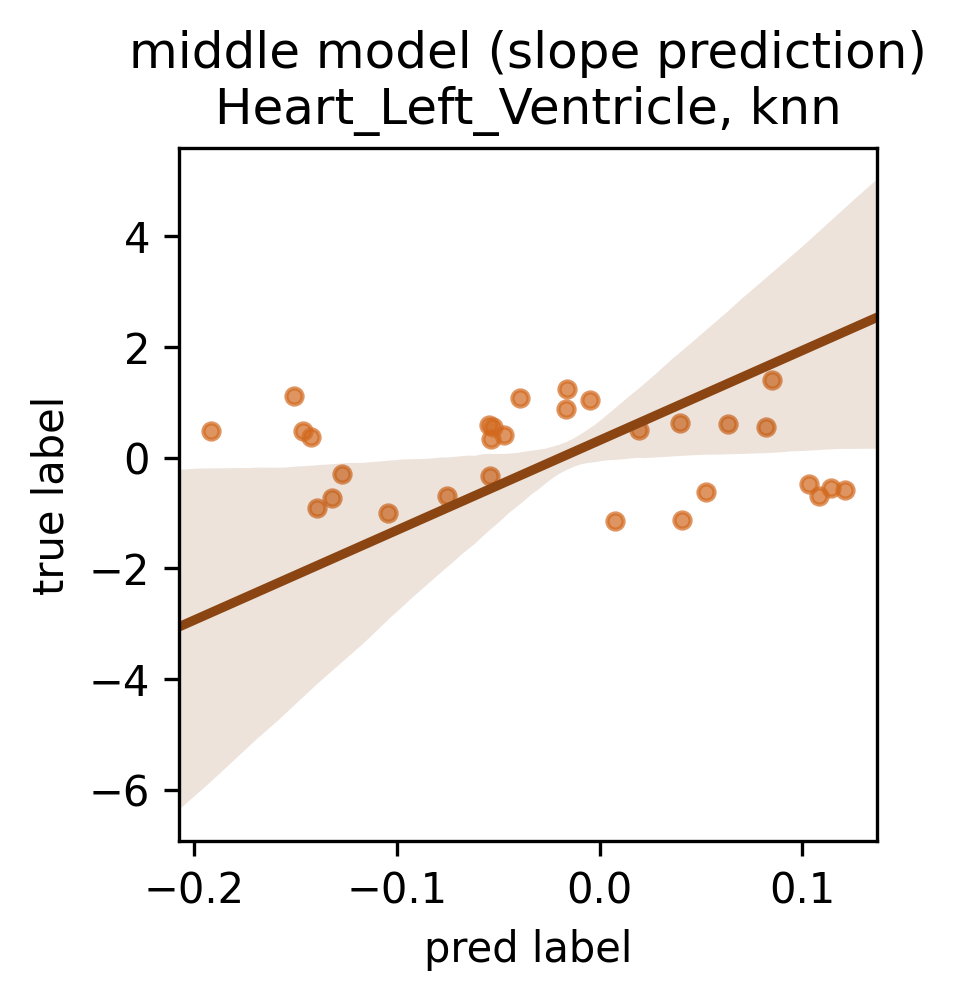 middle model (slope prediction)
Heart_Left_Ventricle, knn
true label
4
2
0
−2
−4
−6
−0.2
−0.1
0.0
0.1
pred label